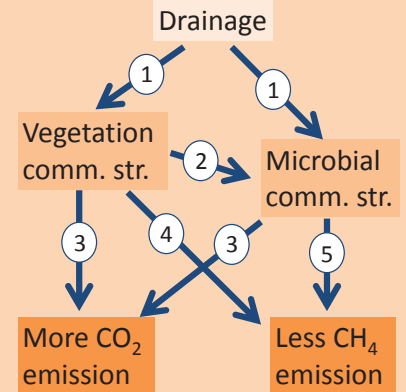 Drainage
1
1
Vegetation
comm. str.
2
Microbial
comm. str.
3
4
3
5
More CO₂
emission
Less CH₄
emission